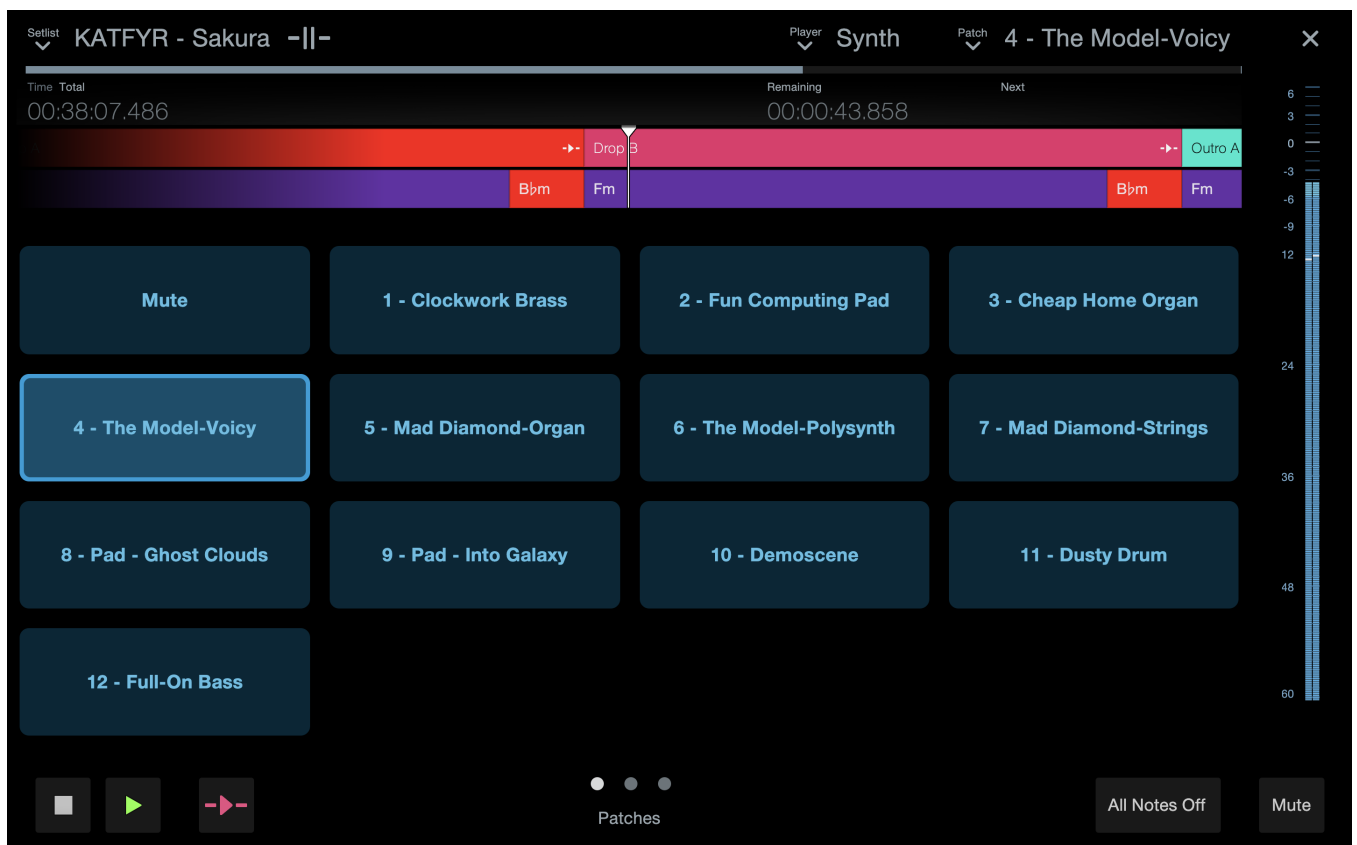 Setlist KATFYR - Sakura Player Synth Patch 4 - The Model-Voicy
Time Total Remaining Next
00:38:07.486 00:00:43.858
Drop B Outro A
B♭m Fm B♭m Fm
6
3
0
-3
-6
-9
12
24
36
48
60
Mute 1 - Clockwork Brass 2 - Fun Computing Pad 3 - Cheap Home Organ
4 - The Model-Voicy 5 - Mad Diamond-Organ 6 - The Model-Polysynth 7 - Mad Diamond-Strings
8 - Pad - Ghost Clouds 9 - Pad - Into Galaxy 10 - Demoscene 11 - Dusty Drum
12 - Full-On Bass
Patches
All Notes Off Mute